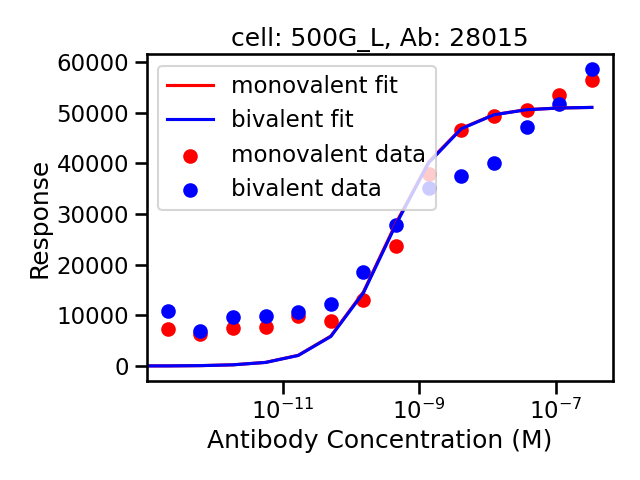 cell: 500G_L, Ab: 28015
60000
50000
40000
30000
20000
10000
0
Response
monovalent fit
bivalent fit
monovalent data
bivalent data
10⁻¹¹
10⁻⁹
10⁻⁷
Antibody Concentration (M)